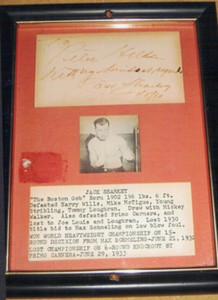 JACK SHARKEY
"The Boston Gob" Born 1902 196 lbs. 6 ft.
Defeated Harry Wills, Mike McTigue, Young
Stribling, Tommy Loughran. Drew with Mickey
Walker. Also defeated Primo Carnera, and
lost to Joe Louis and Loughran. Lost 1930
title bid to Max Schmeling on low blow foul.
WON WORLD HEAVYWEIGHT CHAMPIONSHIP ON 15-
ROUND DECISION FROM MAX SCHMELING-JUNE 21, 1932
LOST CHAMPIONSHIP ON 6-ROUND KNOCKOUT BY
PRIMO CARNERA-JUNE 29, 1933